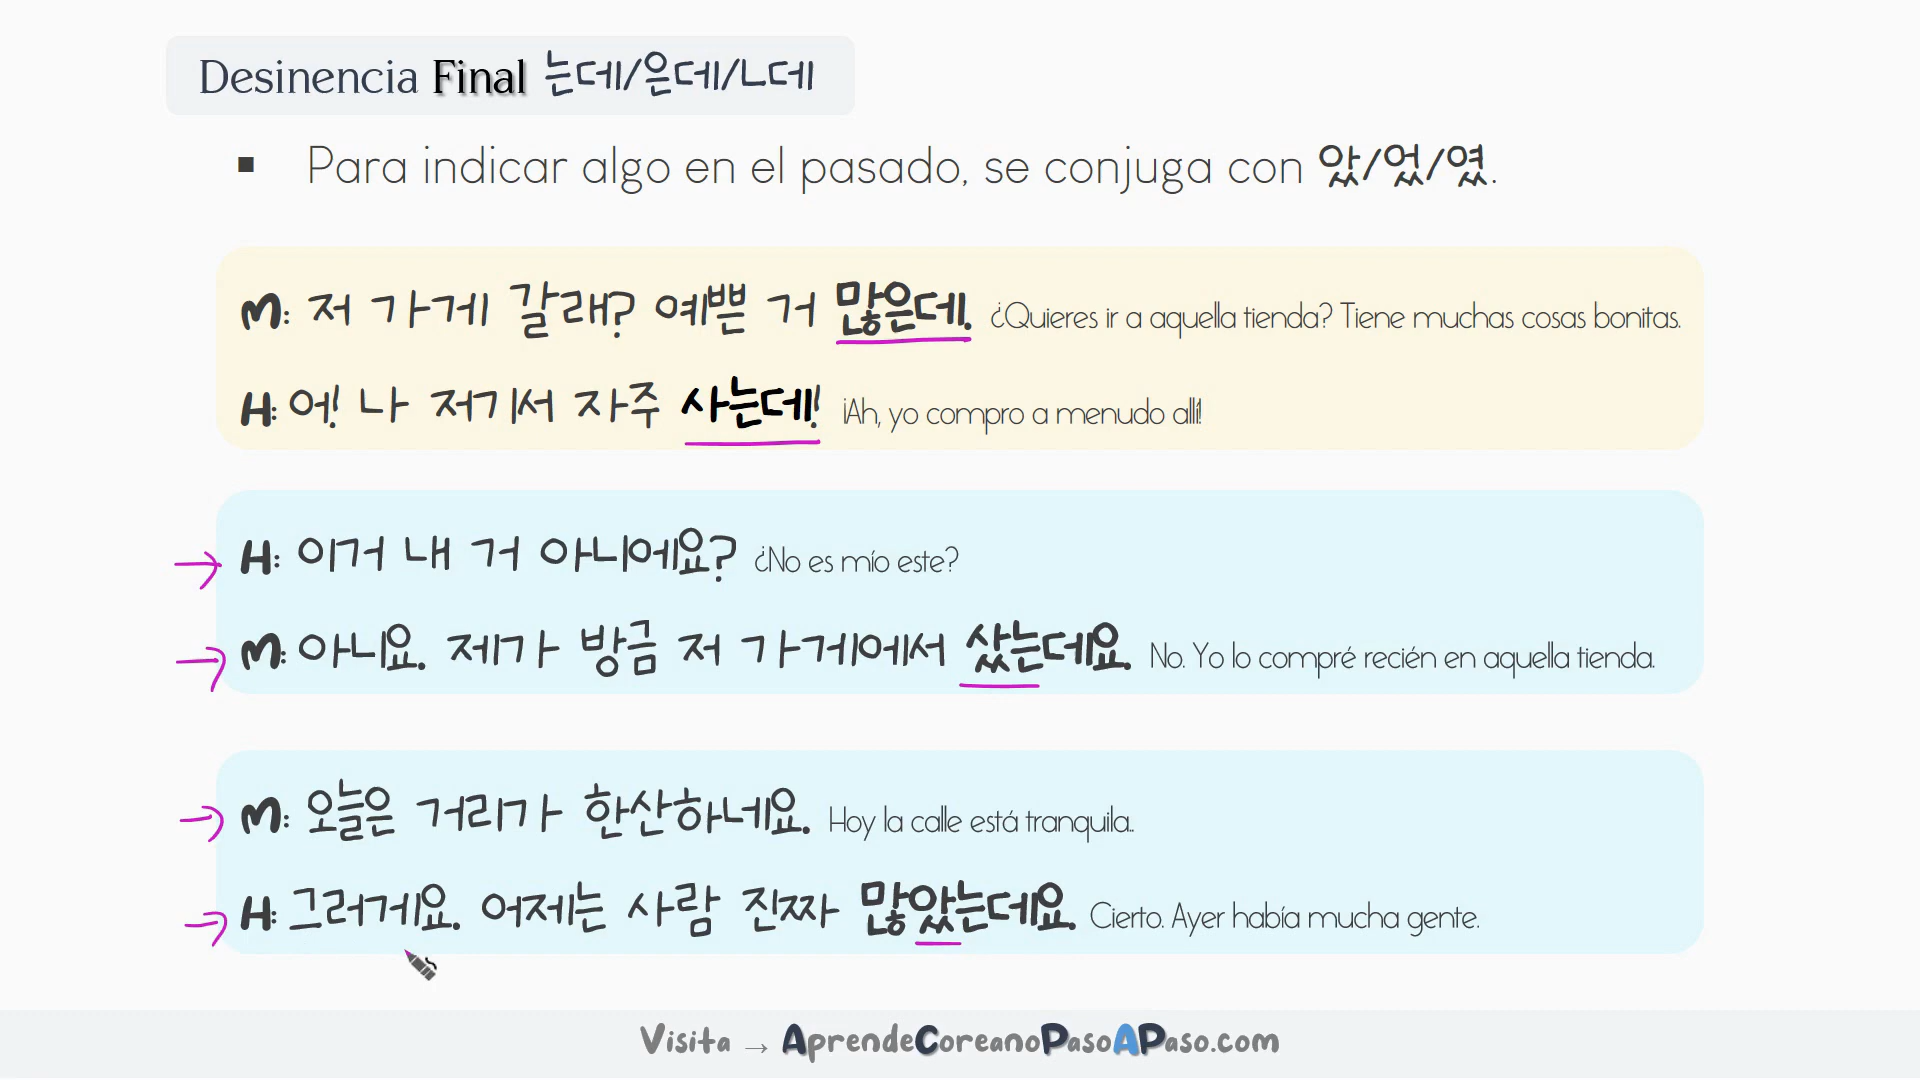 Desinencia Final 는데/은데/ㄴ데
▪ Para indicar algo en el pasado, se conjuga con 았/었/였.
M: 저 가게 갈래? 예쁜 거 많은데. ¿Quieres ir a aquella tienda? Tiene muchas cosas bonitas.
H: 어! 나 저기서 자주 사는데! ¡Ah, yo compro a menudo allí!
H: 이거 내 거 아니에요? ¿No es mío este?
M: 아니요. 제가 방금 저 가게에서 샀는데요. No. Yo lo compré recién en aquella tienda.
M: 오늘은 거리가 한산하네요. Hoy la calle está tranquila..
H: 그러게요. 어제는 사람 진짜 많았는데요. Cierto. Ayer había mucha gente.
Visita → AprendeCoreanoPasoAPaso.com